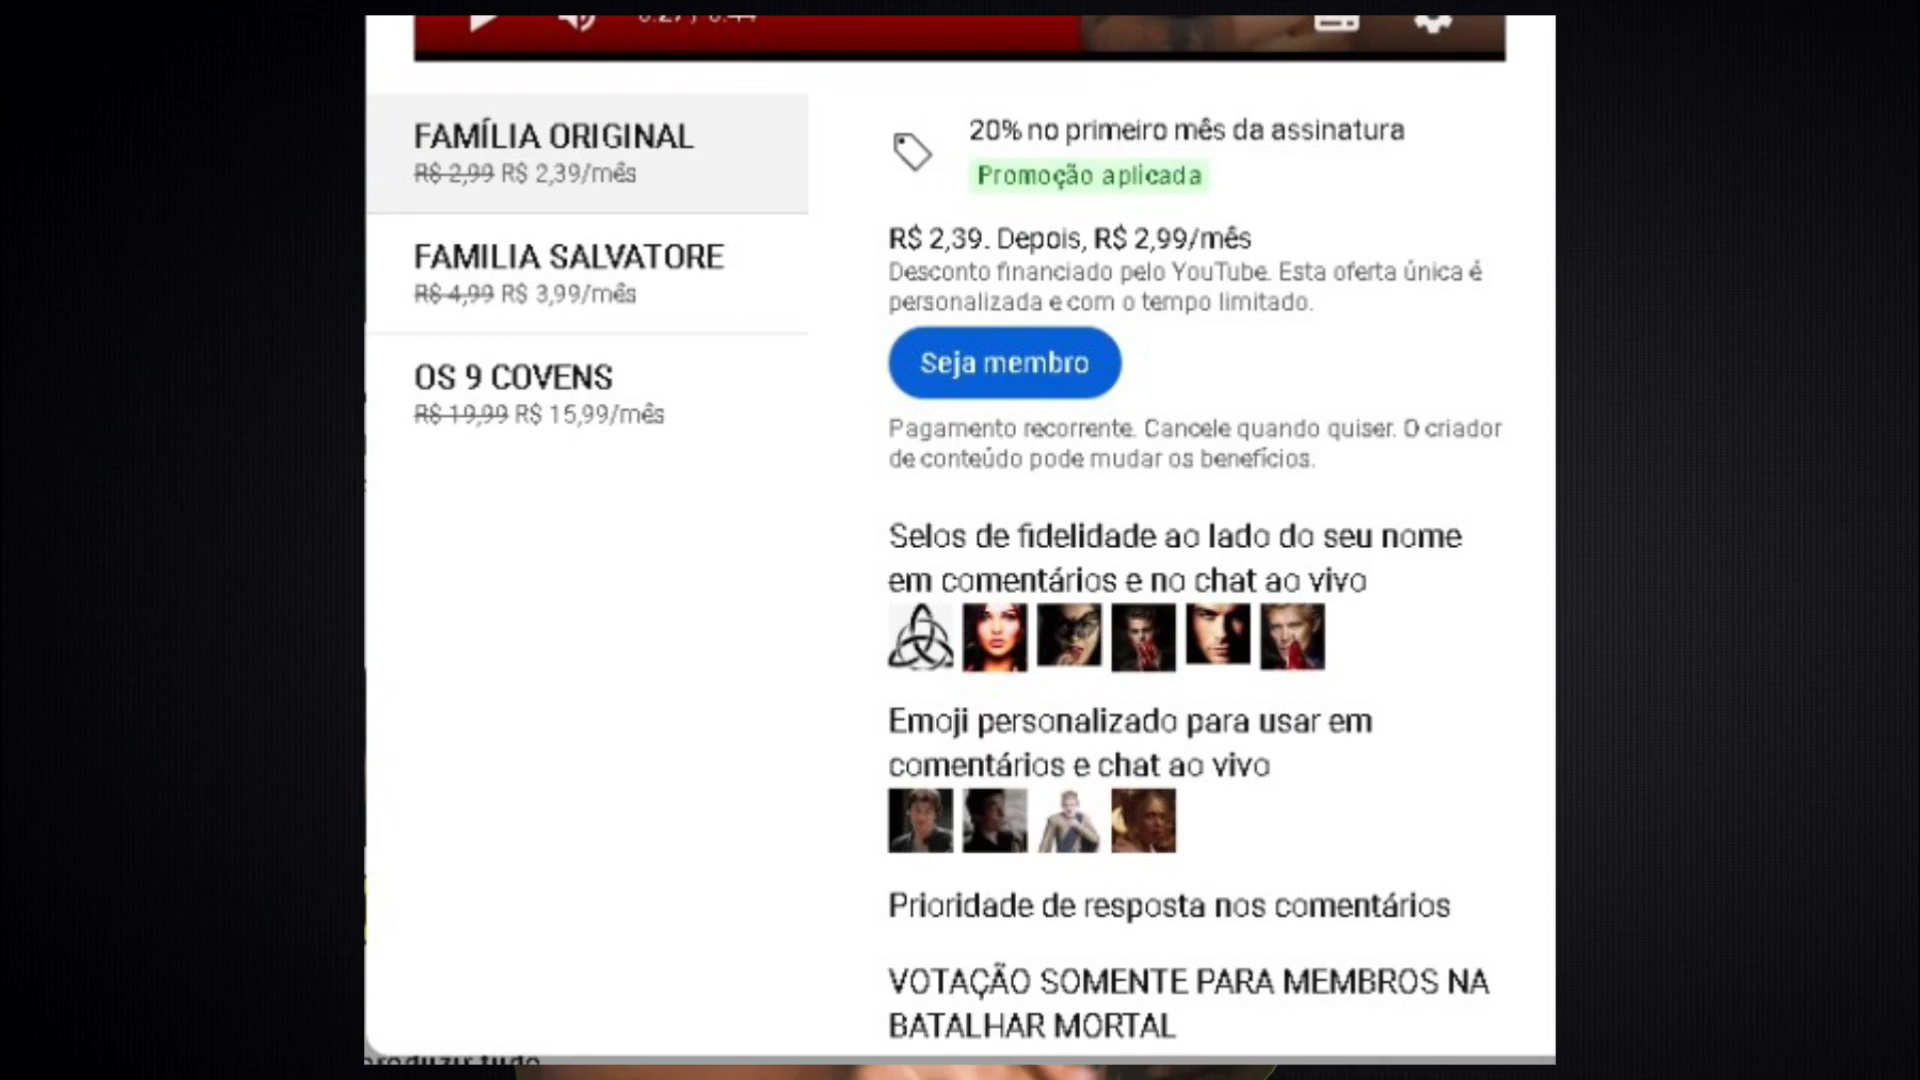 FAMÍLIA ORIGINAL
R$ 2,99 R$ 2,39/mês
FAMILIA SALVATORE
R$ 4,99 R$ 3,99/mês
OS 9 COVENS
R$ 19,99 R$ 15,99/mês
20% no primeiro mês da assinatura
Promoção aplicada
R$ 2,39. Depois, R$ 2,99/mês
Desconto financiado pelo YouTube. Esta oferta única é
personalizada e com o tempo limitado.
Seja membro
Pagamento recorrente. Cancele quando quiser. O criador
de conteúdo pode mudar os benefícios.
Selos de fidelidade ao lado do seu nome
em comentários e no chat ao vivo
Emoji personalizado para usar em
comentários e chat ao vivo
Prioridade de resposta nos comentários
VOTAÇÃO SOMENTE PARA MEMBROS NA
BATALHAR MORTAL
produzir tudo